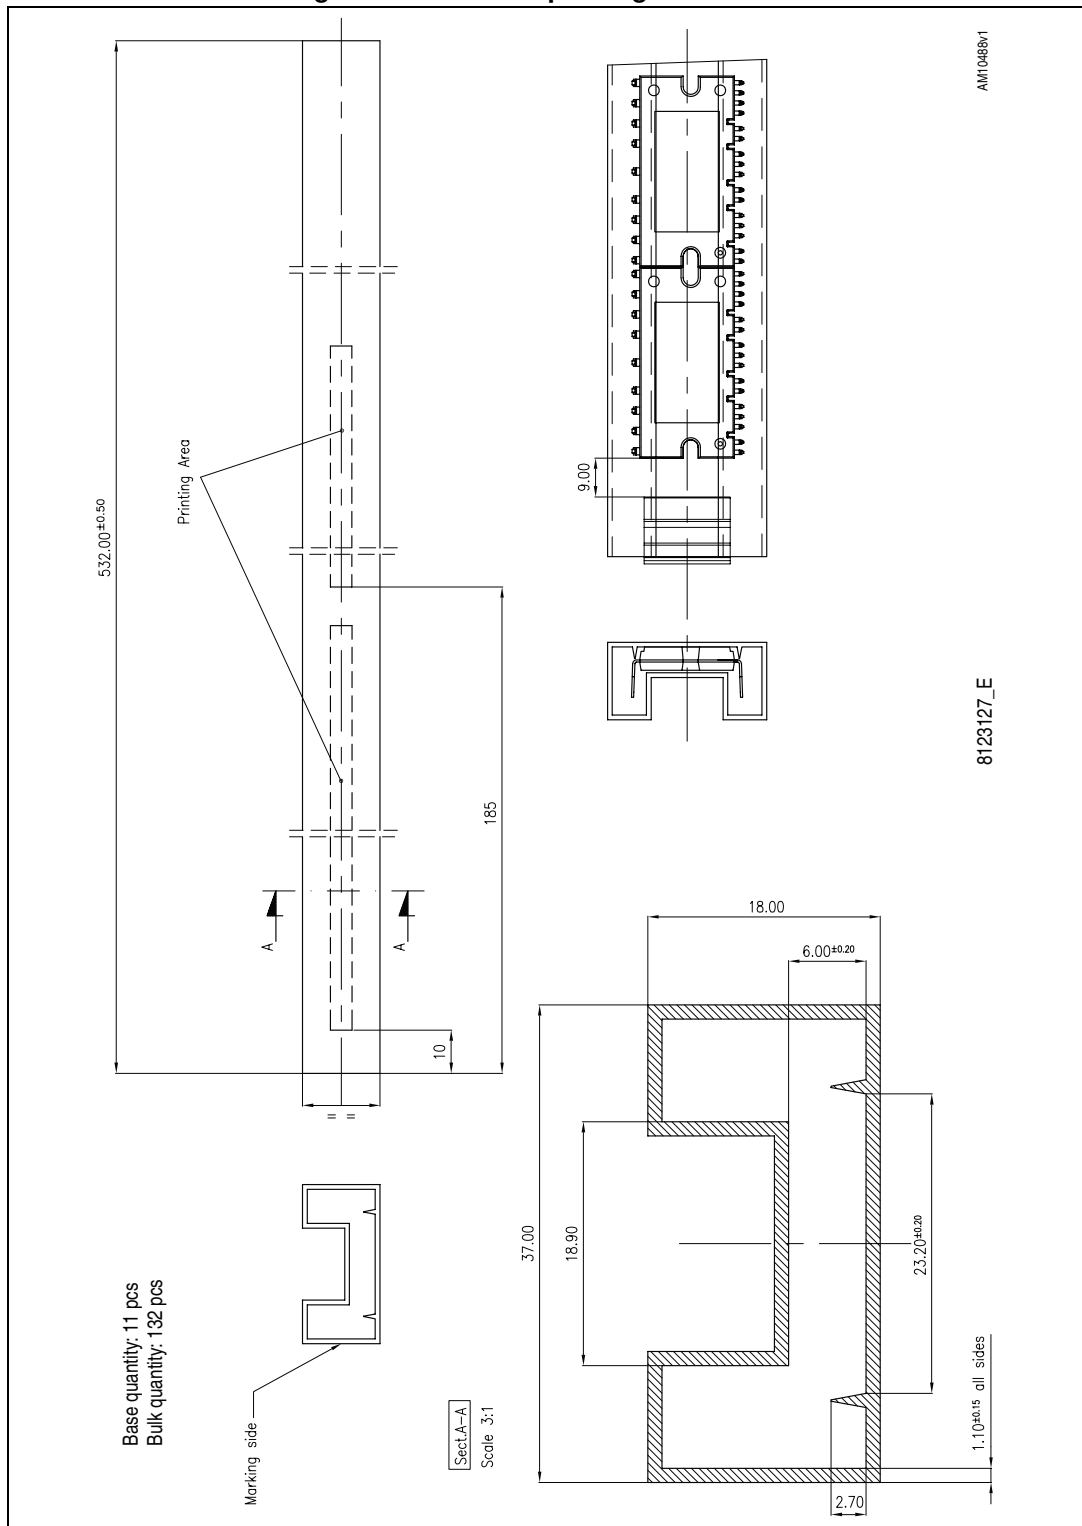 AM10488v1
532.00±0.50
Printing Area
185
10
A
A
= =
9.00
8123127_E
Base quantity: 11 pcs
Bulk quantity: 132 pcs
Marking side
Sect.A-A
Scale 3:1
18.00
6.00±0.20
37.00
18.90
23.20±0.20
1.10±0.15 all sides
2.70